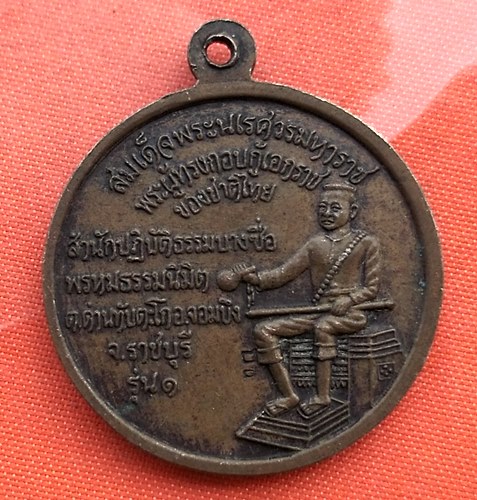 สมเด็จพระนเรศวรมหาราช
พระผู้ทรงกอบกู้เอกราช
ของชาติไทย
สำนักปฏิบัติธรรมบางซื่อ
พรหมธรรมนิมิต
ต.ด่านทับตะโก อ.จอมบึง
จ.ราชบุรี
รุ่น ๑